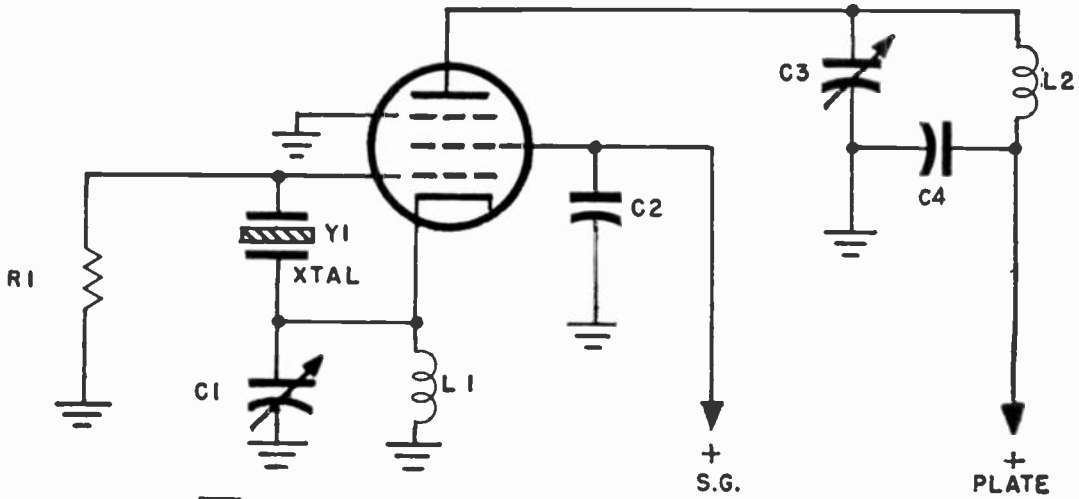 C3
L2
C4
C2
Y1
XTAL
R1
C1
L1
+
S.G.
+
PLATE